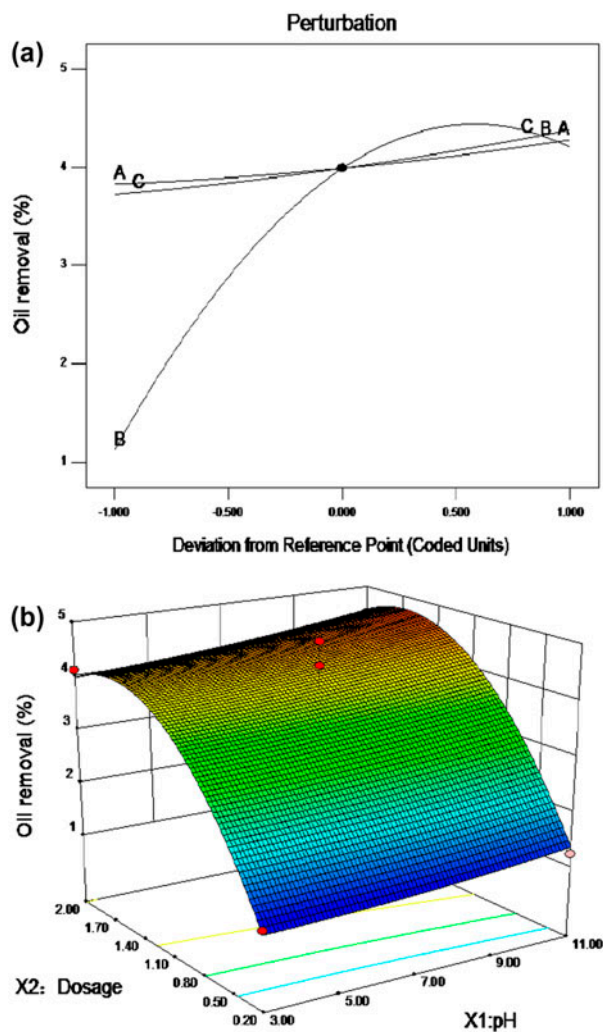 Perturbation
(a)
5
4
3
2
1
Oil removal (%)
A
C
B
C
B
A
-1.000
-0.500
0.000
0.500
1.000
Deviation from Reference Point (Coded Units)
(b)
5
4
3
2
1
Oil removal (%)
2.00
1.70
1.40
1.10
0.80
0.50
0.20
X2: Dosage
3.00
5.00
7.00
9.00
11.00
X1:pH